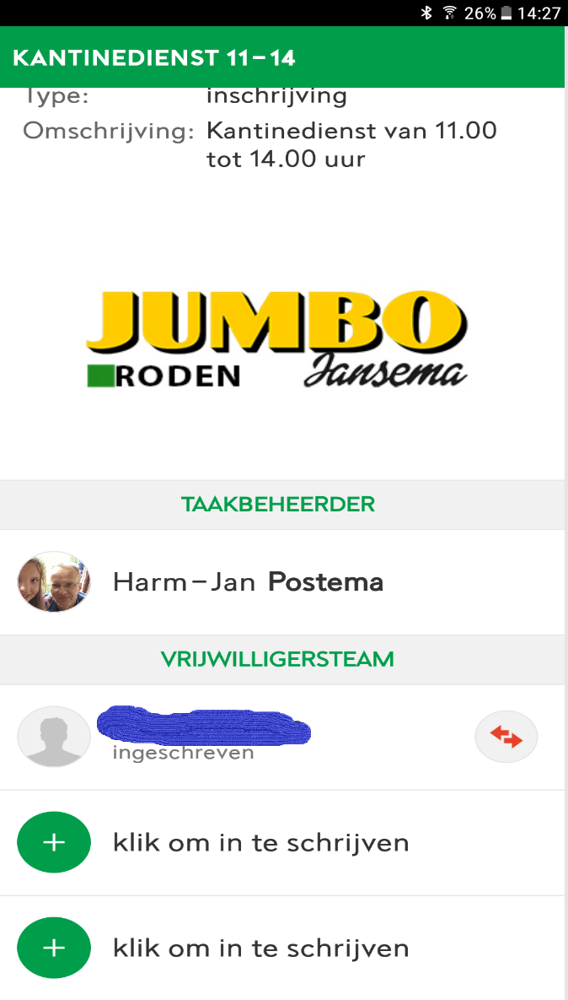 26% 14:27
KANTINEDIENST 11-14
Type: inschrijving
Omschrijving: Kantinedienst van 11.00
tot 14.00 uur
JUMBO
RODEN Jansema
TAAKBEHEERDER
Harm-Jan Postema
VRIJWILLIGERSTEAM
ingeschreven
klik om in te schrijven
klik om in te schrijven